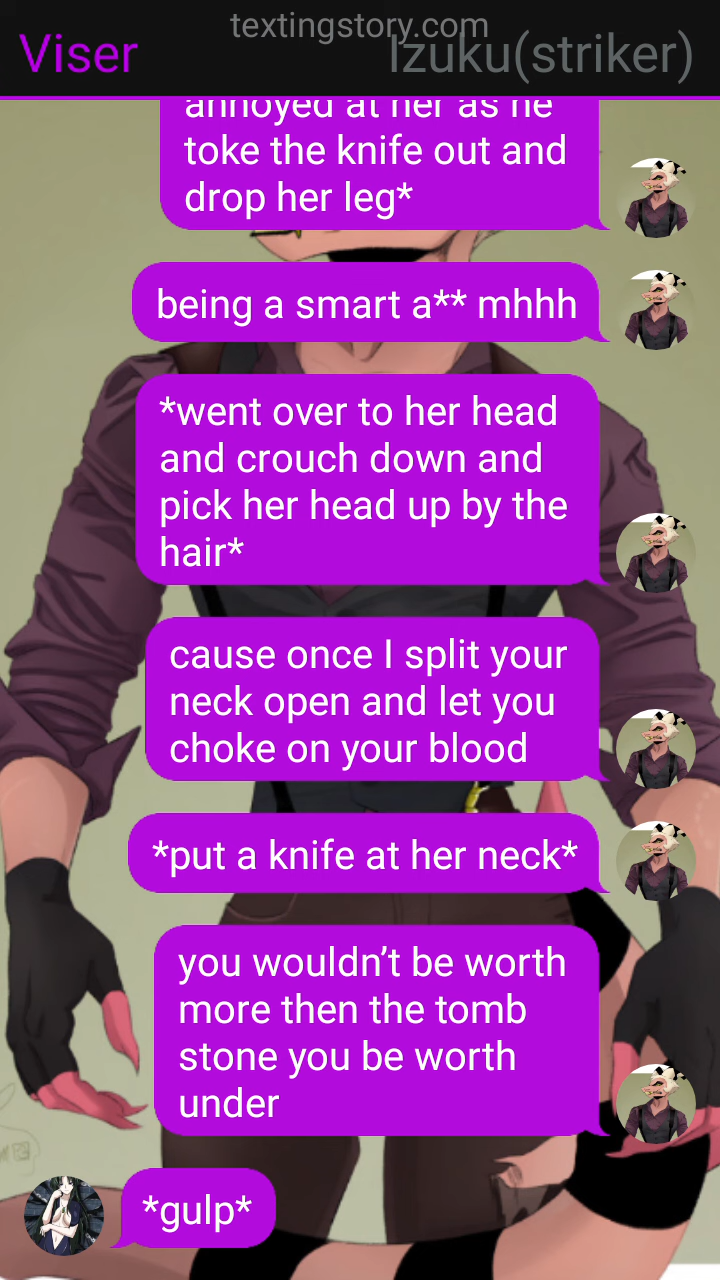 textingstory.com
Viser
Izuku(striker)
annoyed at her as he
toke the knife out and
drop her leg*
being a smart a** mhhh
*went over to her head
and crouch down and
pick her head up by the
hair*
cause once I split your
neck open and let you
choke on your blood
*put a knife at her neck*
you wouldn’t be worth
more then the tomb
stone you be worth
under
*gulp*